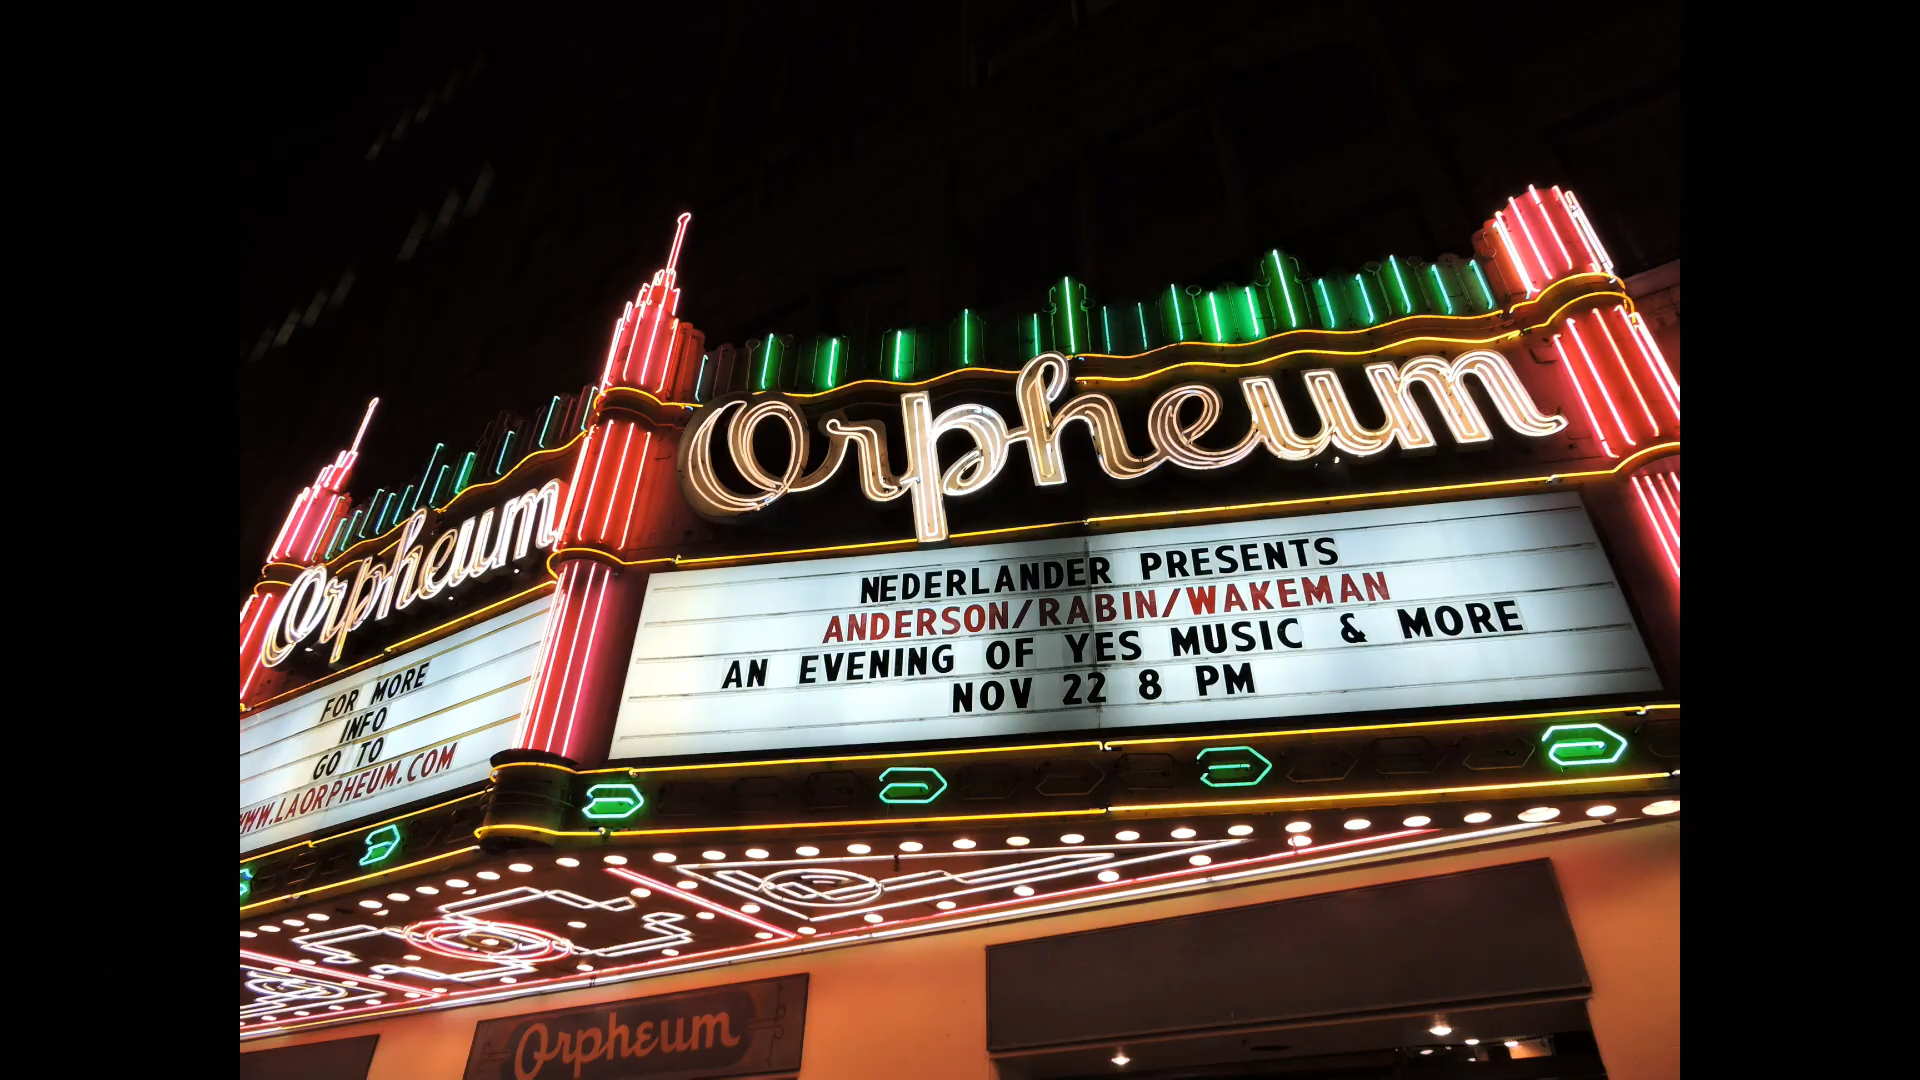 Orpheum
NEDERLANDER PRESENTS
ANDERSON/RABIN/WAKEMAN
AN EVENING OF YES MUSIC & MORE
NOV 22 8 PM
Orpheum
FOR MORE
INFO
GO TO
WWW.LAORPHEUM.COM
Orpheum